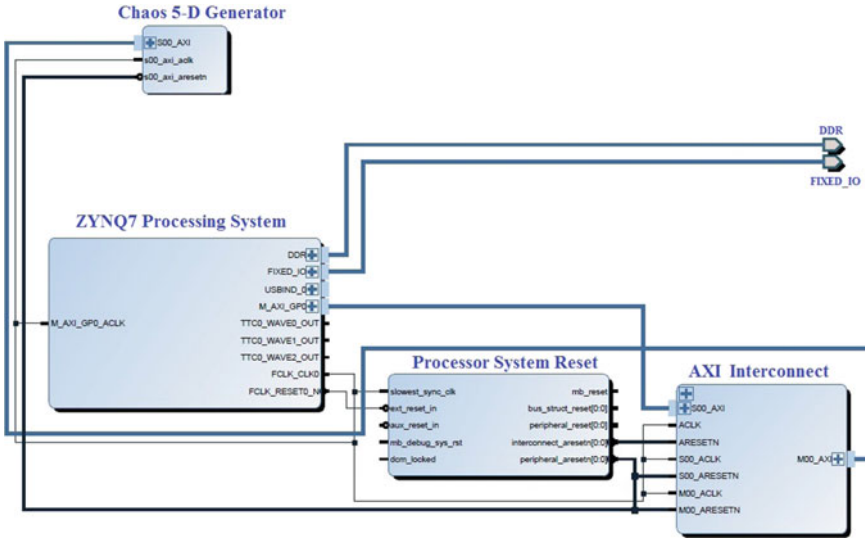 Chaos 5-D Generator
S00_AXI
s00_axi_aclk
s00_axi_aresetn
DDR
FIXED_IO
ZYNQ7 Processing System
M_AXI_GP0_ACLK
DDR
FIXED_IO
USBIND_0
M_AXI_GP0
TTC0_WAVE0_OUT
TTC0_WAVE1_OUT
TTC0_WAVE2_OUT
FCLK_CLK0
FCLK_RESET0_N
Processor System Reset
slowest_sync_clk
ext_reset_in
aux_reset_in
mb_debug_sys_rst
dcm_locked
mb_reset
bus_struct_reset[0:0]
peripheral_reset[0:0]
interconnect_aresetn[0:0]
peripheral_aresetn[0:0]
AXI Interconnect
S00_AXI
ACLK
ARESETN
S00_ACLK
S00_ARESETN
M00_ACLK
M00_ARESETN
M00_AXI